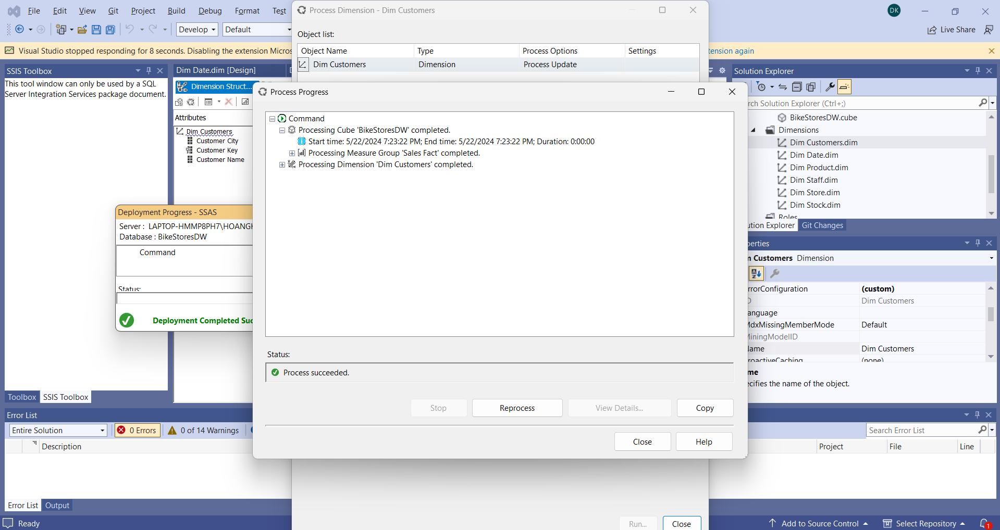 File Edit View Git Project Build Debug Format Test
Process Dimension - Dim Customers
DK
Develop Default
Live Share
Object list:
Visual Studio stopped responding for 8 seconds. Disabling the extension Micros
tension again
Object Name Type Process Options Settings
Dim Customers Dimension Process Update
SSIS Toolbox
This tool window can only be used by a SQL
Server Integration Services package document.
Toolbox SSIS Toolbox
Dim Date.dim [Design]
Dimension Struct...
Attributes
Dim Customers
Customer City
Customer Key
Customer Name
Deployment Progress - SSAS
Server : LAPTOP-HMMP8PH7\HOANGH
Database : BikeStoresDW
Command
Status:
Deployment Completed Suc
Process Progress
Command
Processing Cube 'BikeStoresDW' completed.
Start time: 5/22/2024 7:23:22 PM; End time: 5/22/2024 7:23:22 PM; Duration: 0:00:00
Processing Measure Group 'Sales Fact' completed.
Processing Dimension 'Dim Customers' completed.
Status:
Process succeeded.
Stop Reprocess View Details... Copy
Close Help
Run... Close
Solution Explorer
rch Solution Explorer (Ctrl+;)
BikeStoresDW.cube
Dimensions
Dim Customers.dim
Dim Date.dim
Dim Product.dim
Dim Staff.dim
Dim Store.dim
Dim Stock.dim
Roles
ution Explorer Git Changes
perties
m Customers Dimension
rrorConfiguration (custom)
D Dim Customers
anguage
MdxMissingMemberMode Default
MiningModelID
lame Dim Customers
roactiveCaching (none)
me
ecifies the name of the object.
Error List
Entire Solution 0 Errors 0 of 14 Warnings
Search Error List
Description Project File Line
Error List Output
Ready
Add to Source Control Select Repository 1